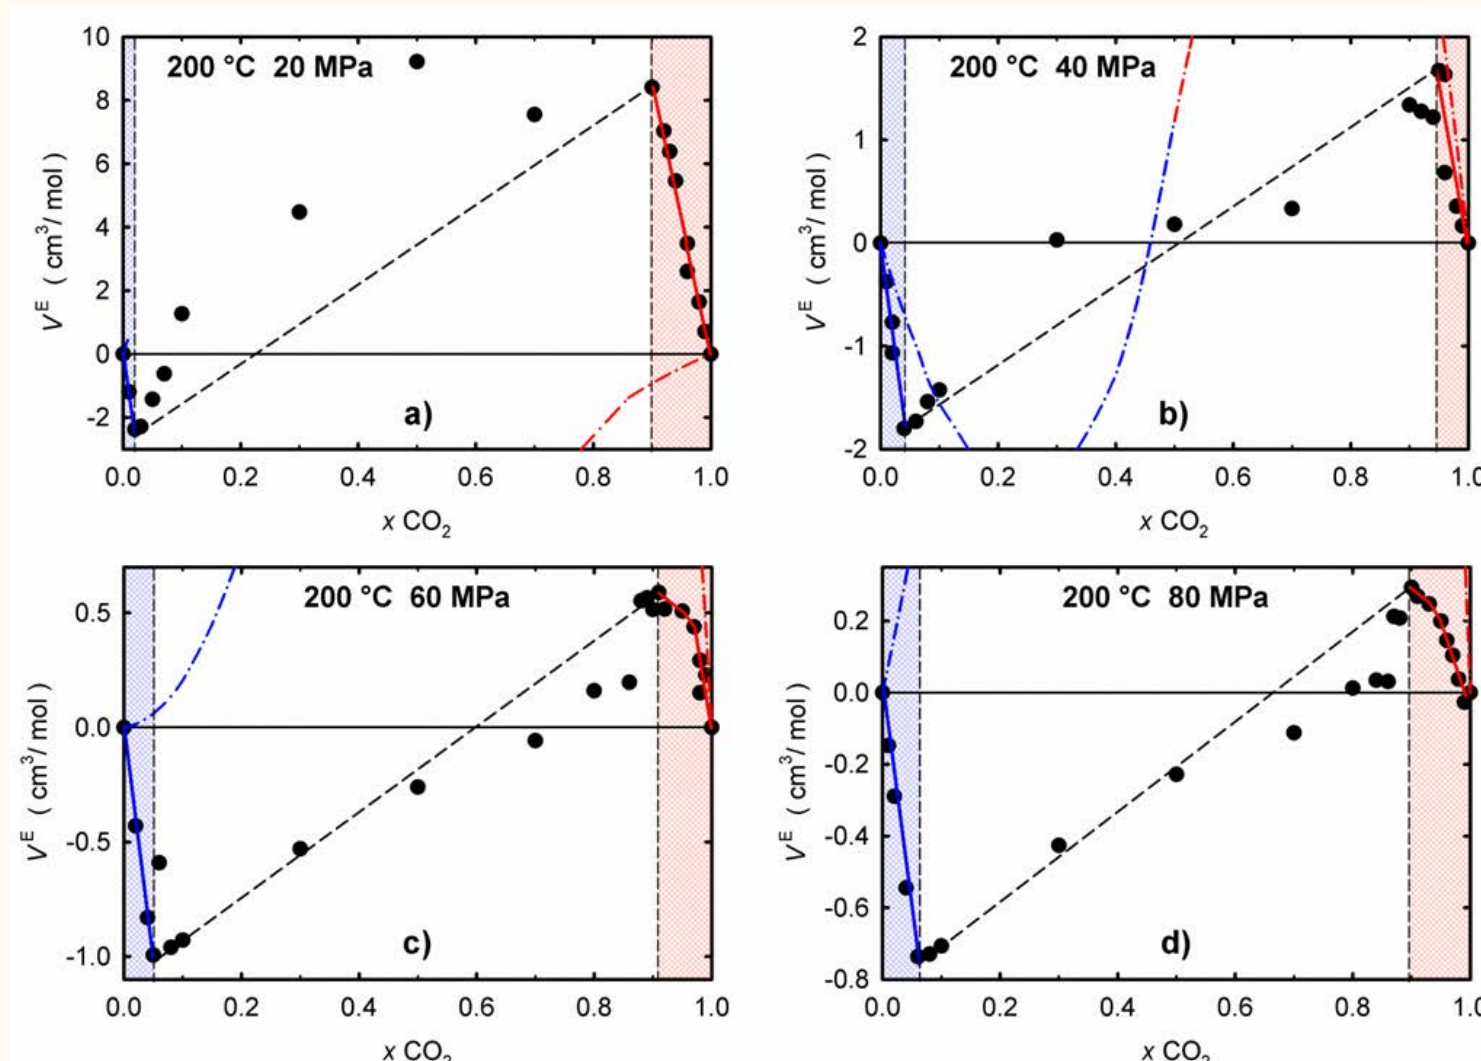 200 °C 20 MPa
10
8
6
4
2
0
-2
V^E ( cm³/ mol )
a)
0.0 0.2 0.4 0.6 0.8 1.0
x CO₂
200 °C 40 MPa
2
1
0
-1
-2
V^E ( cm³/ mol )
b)
0.0 0.2 0.4 0.6 0.8 1.0
x CO₂
200 °C 60 MPa
0.5
0.0
-0.5
-1.0
V^E ( cm³/ mol )
c)
0.0 0.2 0.4 0.6 0.8 1.0
x CO₂
200 °C 80 MPa
0.2
0.0
-0.2
-0.4
-0.6
-0.8
V^E ( cm³/ mol )
d)
0.0 0.2 0.4 0.6 0.8 1.0
x CO₂